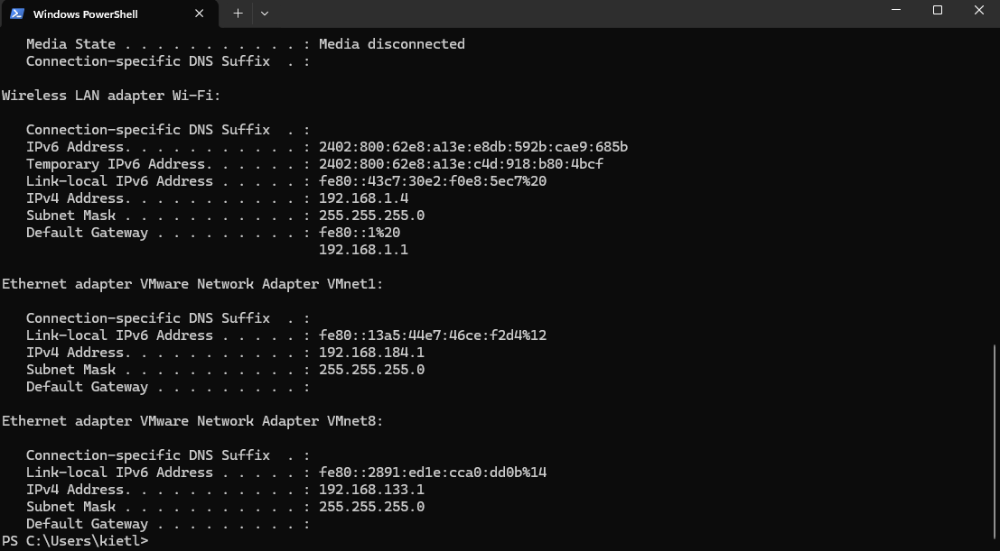 Windows PowerShell
Media State . . . . . . . . . . . : Media disconnected
Connection-specific DNS Suffix  . :
Wireless LAN adapter Wi-Fi:
Connection-specific DNS Suffix  . :
IPv6 Address. . . . . . . . . . . : 2402:800:62e8:a13e:e8db:592b:cae9:685b
Temporary IPv6 Address. . . . . . : 2402:800:62e8:a13e:c4d:918:b80:4bcf
Link-local IPv6 Address . . . . . : fe80::43c7:30e2:f0e8:5ec7%20
IPv4 Address. . . . . . . . . . . : 192.168.1.4
Subnet Mask . . . . . . . . . . . : 255.255.255.0
Default Gateway . . . . . . . . . : fe80::1%20
192.168.1.1
Ethernet adapter VMware Network Adapter VMnet1:
Connection-specific DNS Suffix  . :
Link-local IPv6 Address . . . . . : fe80::13a5:44e7:46ce:f2d4%12
IPv4 Address. . . . . . . . . . . : 192.168.184.1
Subnet Mask . . . . . . . . . . . : 255.255.255.0
Default Gateway . . . . . . . . . :
Ethernet adapter VMware Network Adapter VMnet8:
Connection-specific DNS Suffix  . :
Link-local IPv6 Address . . . . . : fe80::2891:ed1e:cca0:dd0b%14
IPv4 Address. . . . . . . . . . . : 192.168.133.1
Subnet Mask . . . . . . . . . . . : 255.255.255.0
Default Gateway . . . . . . . . . :
PS C:\Users\kietl>